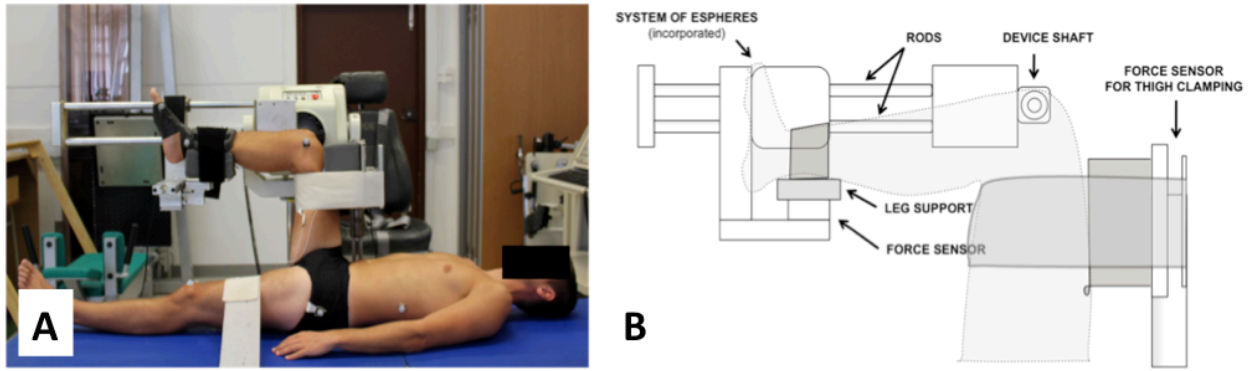 A
SYSTEM OF ESPHERES
(incorporated)
RODS
DEVICE SHAFT
FORCE SENSOR
FOR THIGH CLAMPING
LEG SUPPORT
FORCE SENSOR
B